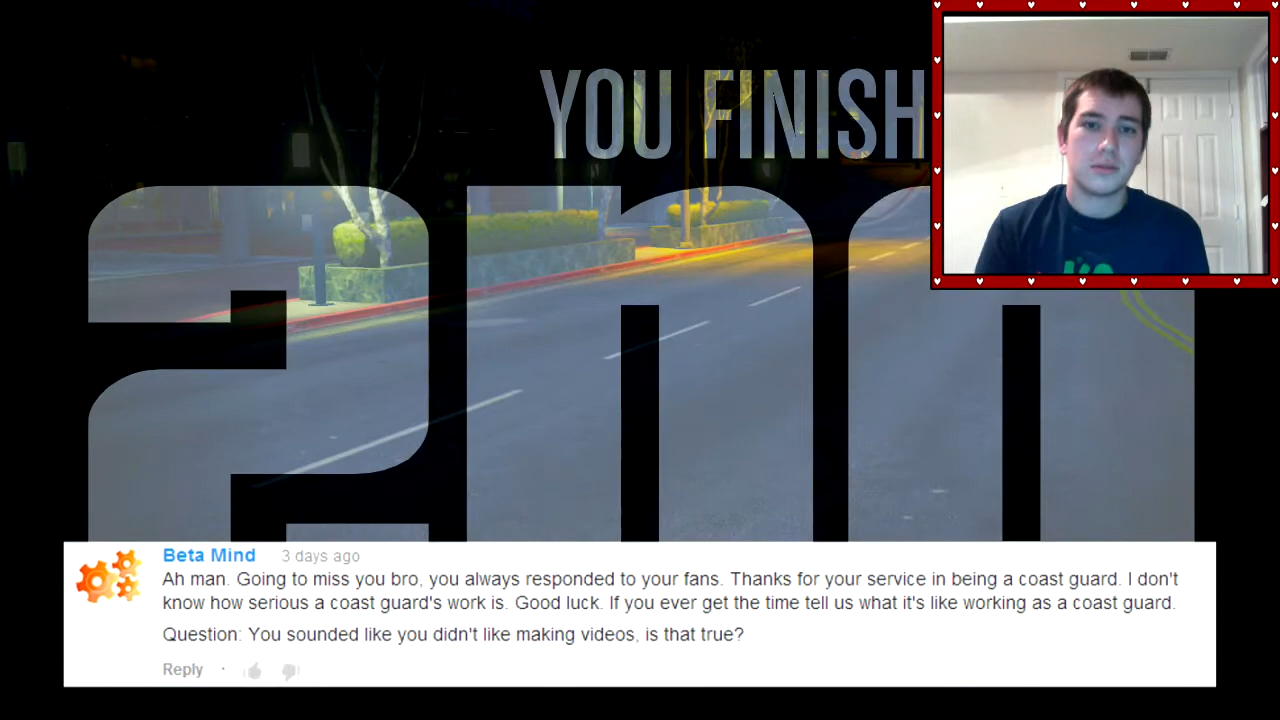 YOU FINISH
2nd
Beta Mind 3 days ago
Ah man. Going to miss you bro, you always responded to your fans. Thanks for your service in being a coast guard. I don't
know how serious a coast guard's work is. Good luck. If you ever get the time tell us what it's like working as a coast guard.
Question: You sounded like you didn't like making videos, is that true?
Reply ·